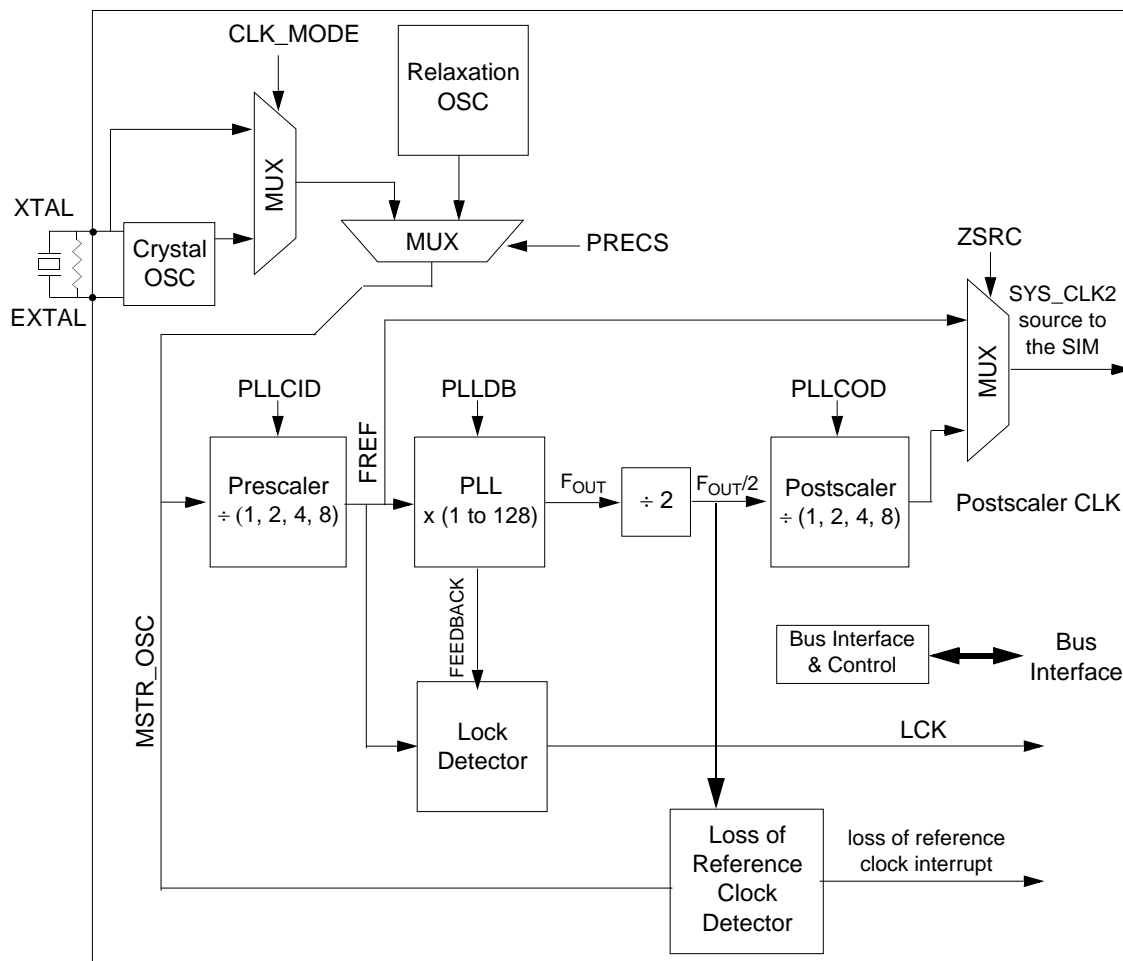 CLK_MODE
Relaxation
OSC
MUX
XTAL
Crystal
OSC
EXTAL
MUX
PRECS
ZSRC
SYS_CLK2
source to
the SIM
MUX
PLLCID
PLLDB
PLLCOD
FREF
Prescaler
÷ (1, 2, 4, 8)
PLL
x (1 to 128)
FOUT
÷ 2
FOUT/2
Postscaler
÷ (1, 2, 4, 8)
Postscaler CLK
MSTR_OSC
FEEDBACK
Bus Interface
& Control
Bus
Interface
Lock
Detector
LCK
Loss of
Reference
Clock
Detector
loss of reference
clock interrupt